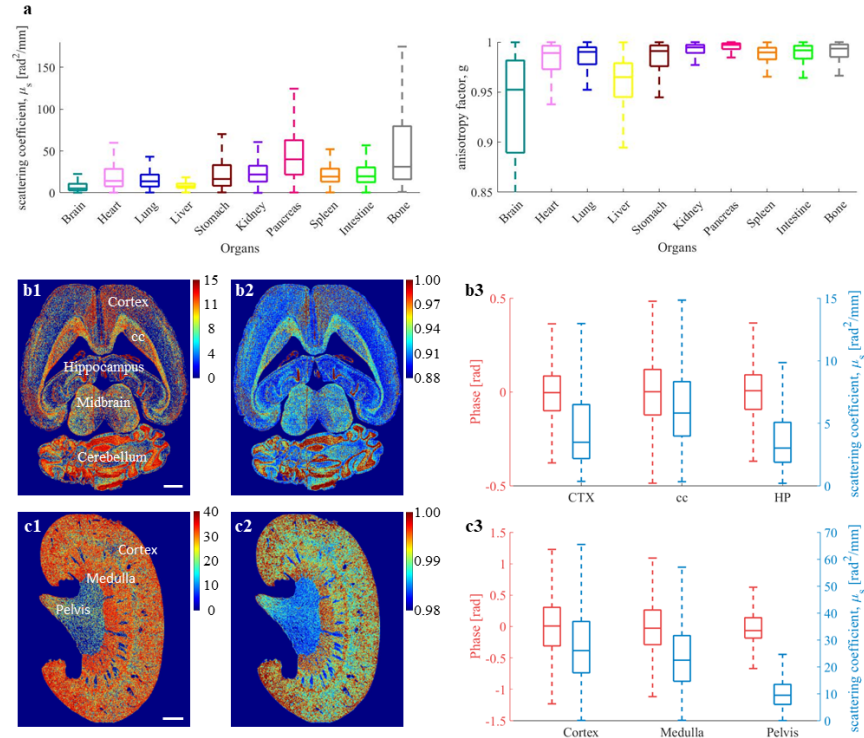 a
scattering coefficient, μs [rad²/mm]
150
100
50
0
Brain
Heart
Lung
Liver
Stomach
Kidney
Pancreas
Spleen
Intestine
Bone
Organs
anisotropy factor, g
1
0.95
0.9
0.85
Brain
Heart
Lung
Liver
Stomach
Kidney
Pancreas
Spleen
Intestine
Bone
Organs
b1
Cortex
cc
Hippocampus
Midbrain
Cerebellum
15
13
11
8
6
4
2
0
b2
1.00
0.97
0.94
0.91
0.88
b3
Phase [rad]
0.5
0
-0.5
CTX
cc
HP
15
10
5
0
scattering coefficient, μs [rad²/mm]
c1
Cortex
Medulla
Pelvis
40
30
20
10
0
c2
1.00
0.99
0.98
c3
Phase [rad]
1.5
1
0.5
0
-0.5
-1
-1.5
Cortex
Medulla
Pelvis
70
60
50
40
30
20
10
0
scattering coefficient, μs [rad²/mm]